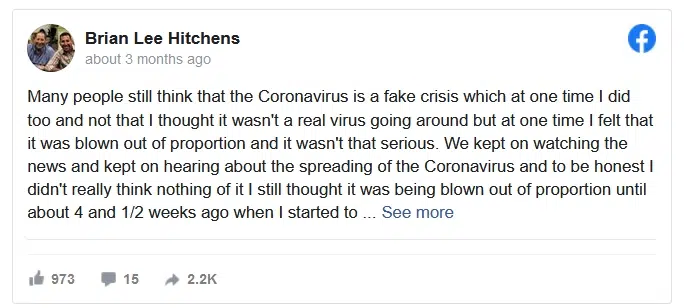 Brian Lee Hitchens
about 3 months ago
Many people still think that the Coronavirus is a fake crisis which at one time I did
too and not that I thought it wasn't a real virus going around but at one time I felt that
it was blown out of proportion and it wasn't that serious. We kept on watching the
news and kept on hearing about the spreading of the Coronavirus and to be honest I
didn't really think nothing of it I still thought it was being blown out of proportion until
about 4 and 1/2 weeks ago when I started to ... See more
973 15 2.2K